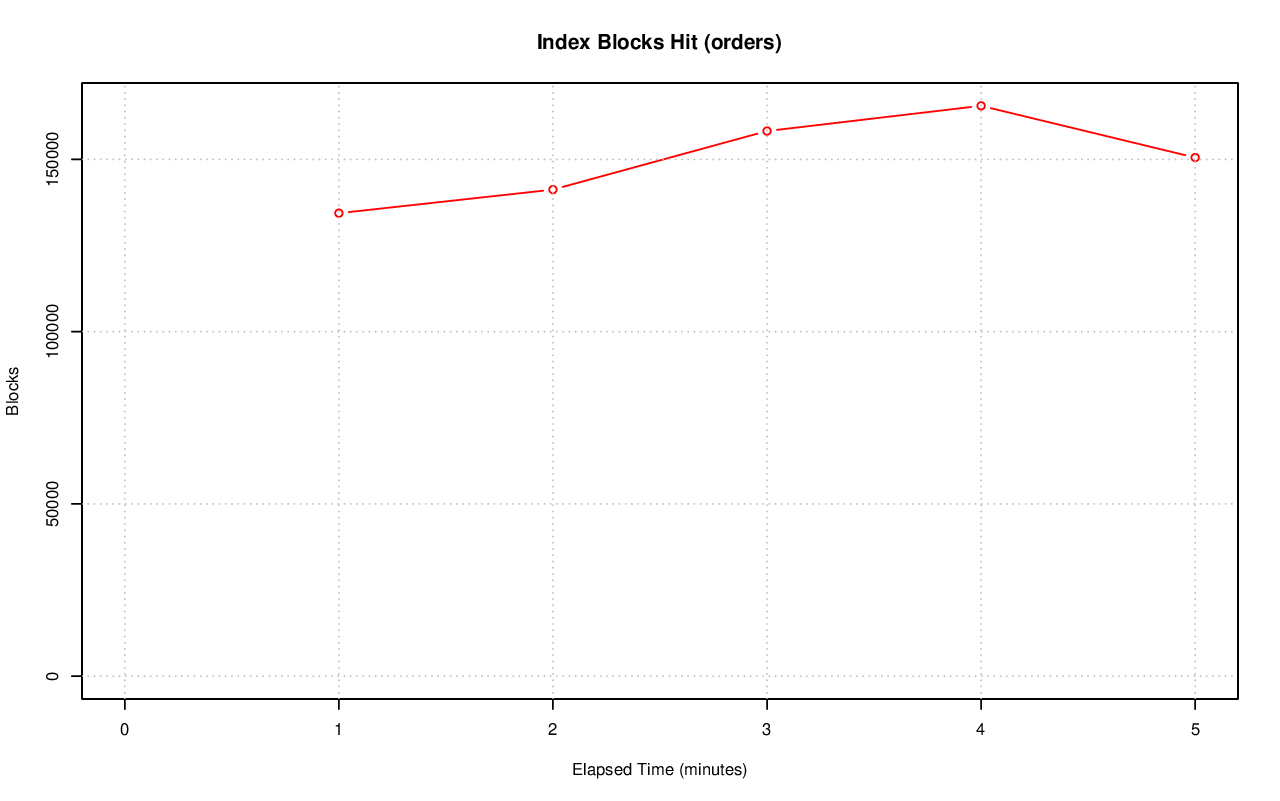 Index Blocks Hit (orders)
Blocks
150000
100000
50000
0
0 1 2 3 4 5
Elapsed Time (minutes)